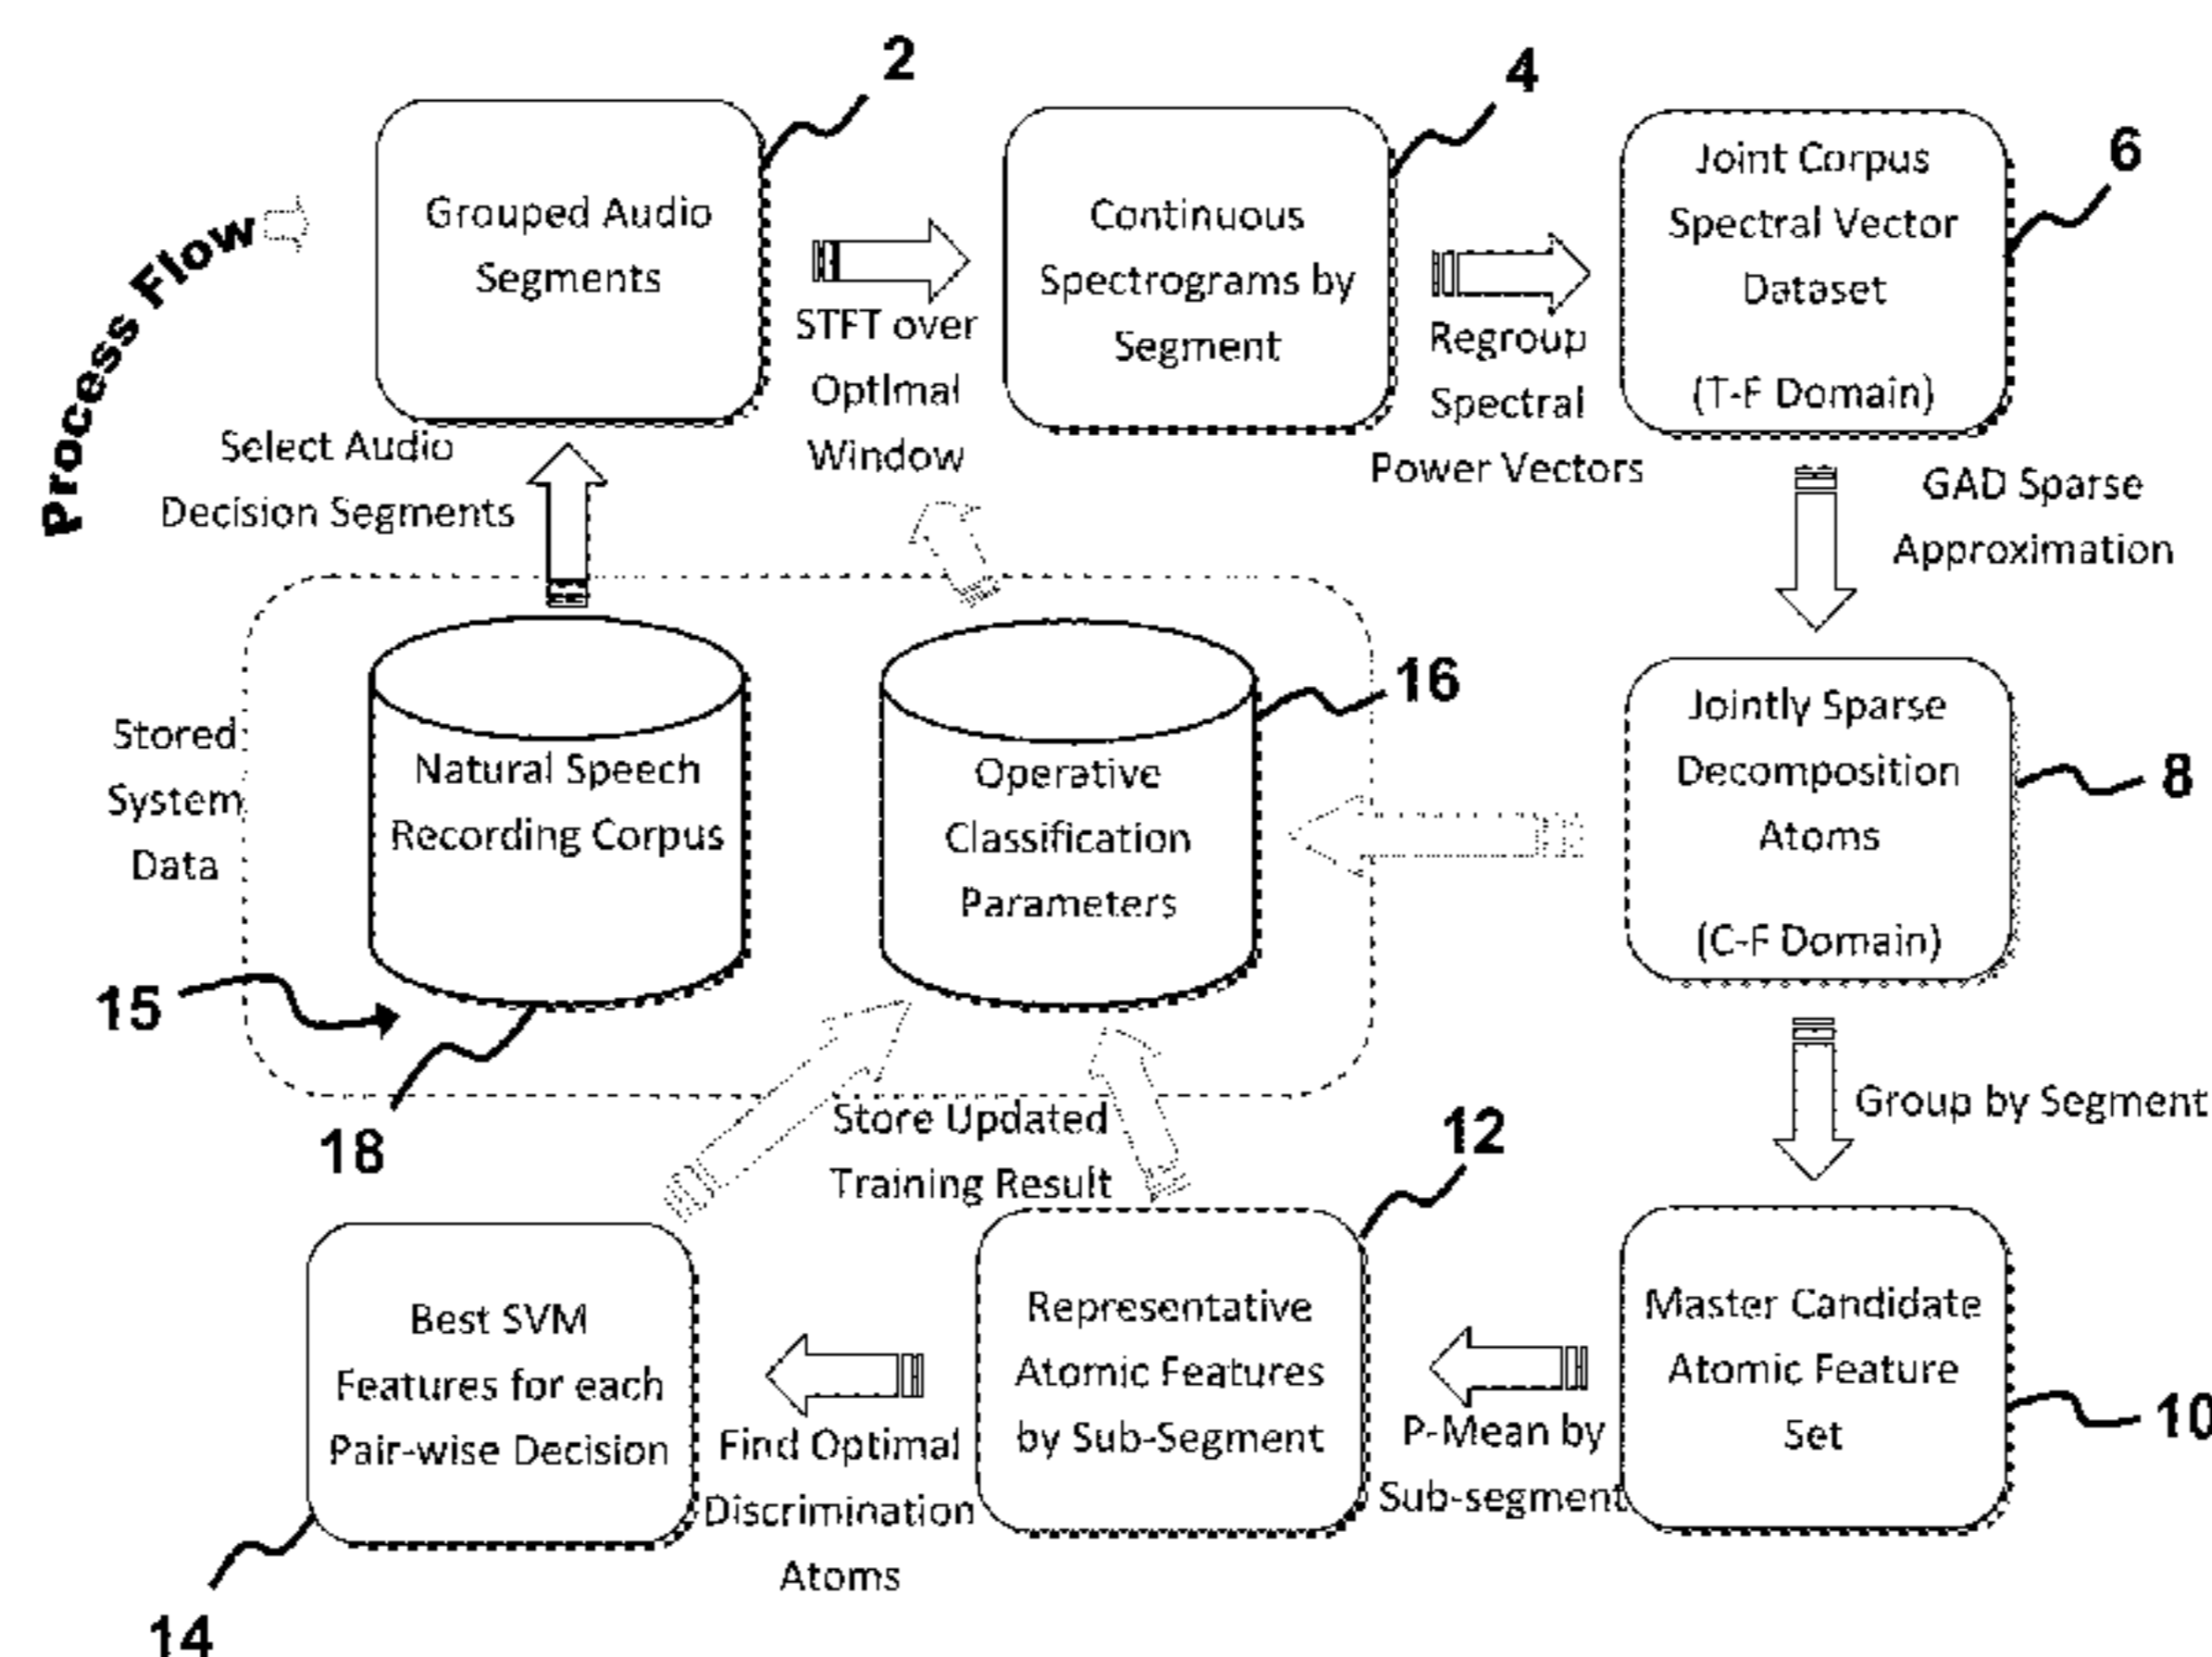 2
4
6
Process Flow
Grouped Audio
Segments
STFT over
Optimal
Window
Continuous
Spectrograms by
Segment
Regroup
Spectral
Power Vectors
Joint Corpus
Spectral Vector
Dataset
(T-F Domain)
Select Audio
Decision Segments
GAD Sparse
Approximation
Stored
System
Data
Natural Speech
Recording Corpus
16
Operative
Classification
Parameters
Jointly Sparse
Decomposition
Atoms
(C-F Domain)
8
15
18
Store Updated
Training Result
12
Group by Segment
Best SVM
Features for each
Pair-wise Decision
Find Optimal
Discrimination
Atoms
Representative
Atomic Features
by Sub-Segment
P-Mean by
Sub-segment
Master Candidate
Atomic Feature
Set
10
14